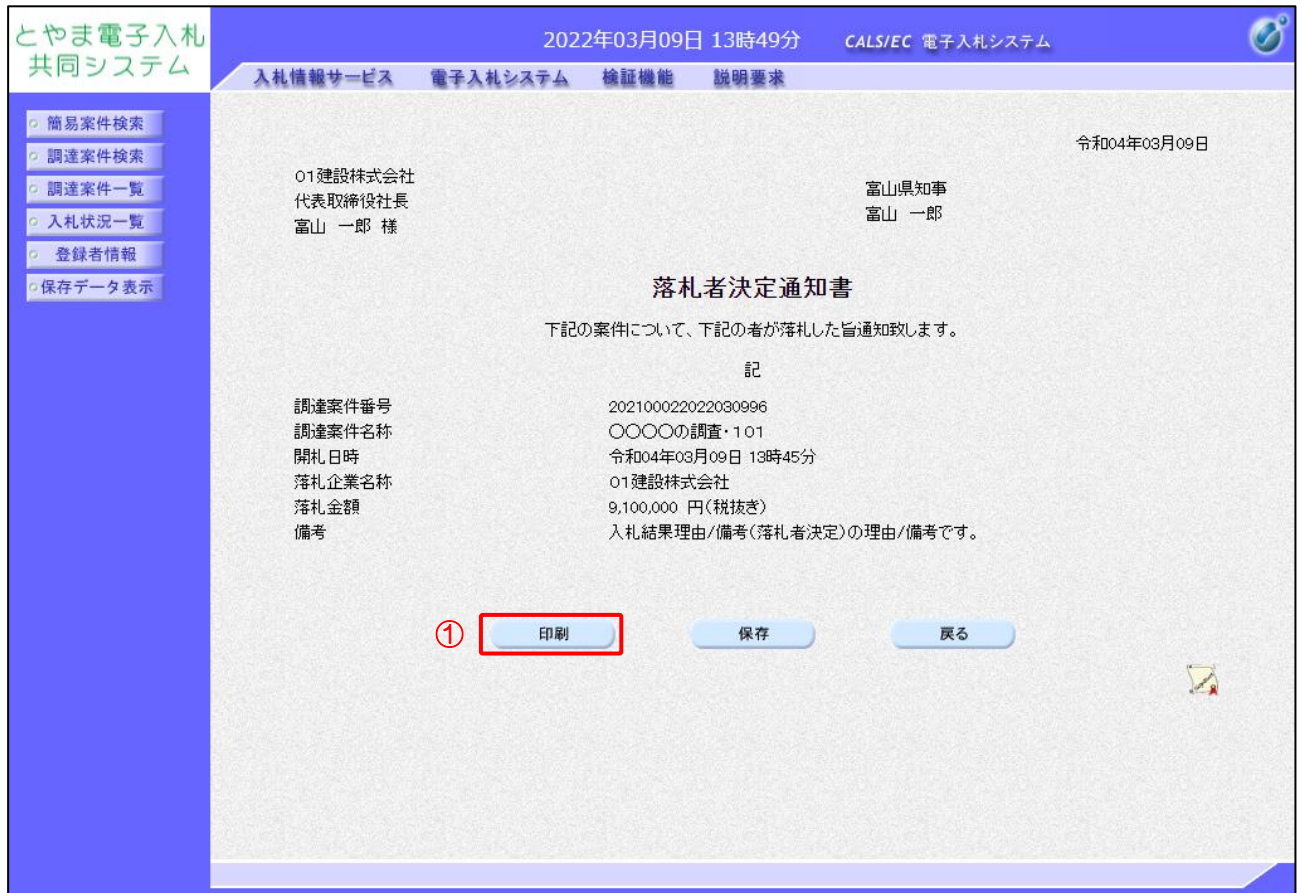 とやま電子入札
共同システム
2022年03月09日 13時49分
CALS/EC 電子入札システム
入札情報サービス
電子入札システム
検証機能
説明要求
簡易案件検索
調達案件検索
調達案件一覧
入札状況一覧
登録者情報
保存データ表示
令和04年03月09日
01建設株式会社
代表取締役社長
富山 一郎 様
富山県知事
富山 一郎
落札者決定通知書
下記の案件について、下記の者が落札した旨通知致します。
記
調達案件番号 202100022022030996
調達案件名称 〇〇〇〇の調査・101
開札日時 令和04年03月09日 13時45分
落札企業名称 01建設株式会社
落札金額 9,100,000 円(税抜き)
備考 入札結果理由/備考(落札者決定)の理由/備考です。
① 印刷 保存 戻る